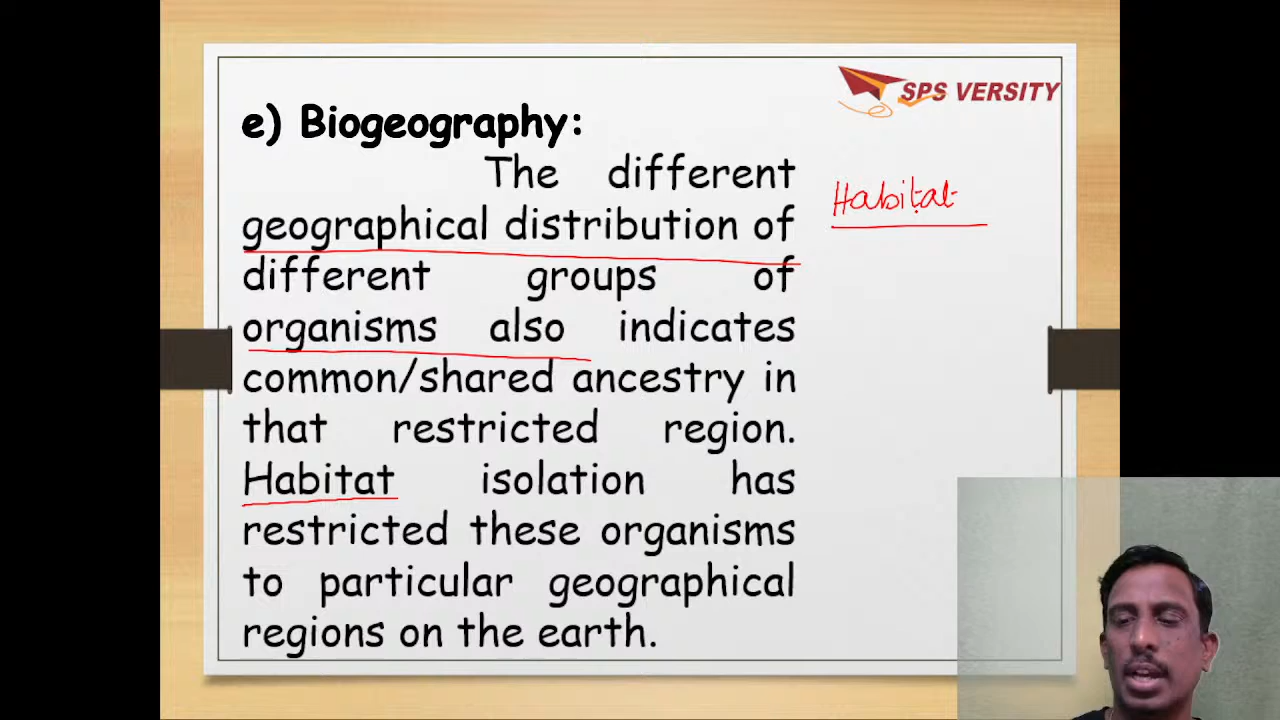 SPS VERSITY
e) Biogeography:
The different
geographical distribution of
different groups of
organisms also indicates
common/shared ancestry in
that restricted region.
Habitat isolation has
restricted these organisms
to particular geographical
regions on the earth.
Habitat